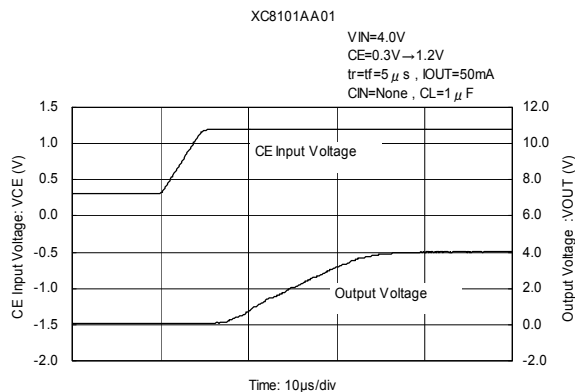 XC8101AA01
VIN=4.0V
CE=0.3V→1.2V
tr=tf=5 μ s , IOUT=50mA
CIN=None , CL=1 μ F
CE Input Voltage: VCE (V)
1.5
1.0
0.5
0.0
-0.5
-1.0
-1.5
-2.0
CE Input Voltage
Output Voltage
12.0
10.0
8.0
6.0
4.0
2.0
0.0
-2.0
Output Voltage :VOUT (V)
Time: 10μs/div